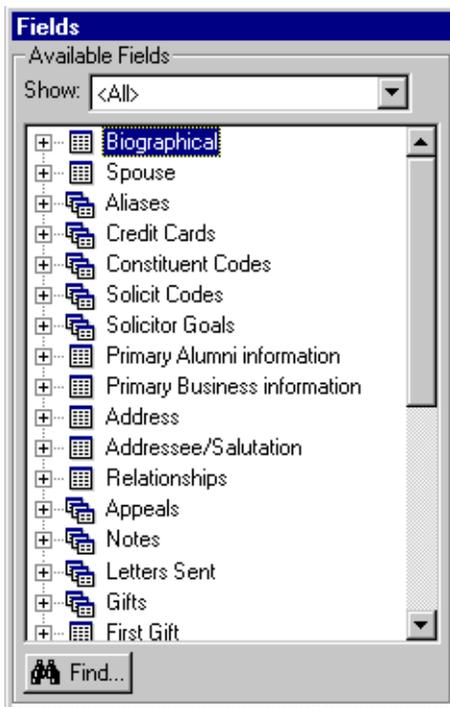 Fields
Available Fields
Show: <All>
Biographical
Spouse
Aliases
Credit Cards
Constituent Codes
Solicit Codes
Solicitor Goals
Primary Alumni information
Primary Business information
Address
Addressee/Salutation
Relationships
Appeals
Notes
Letters Sent
Gifts
First Gift
Find...